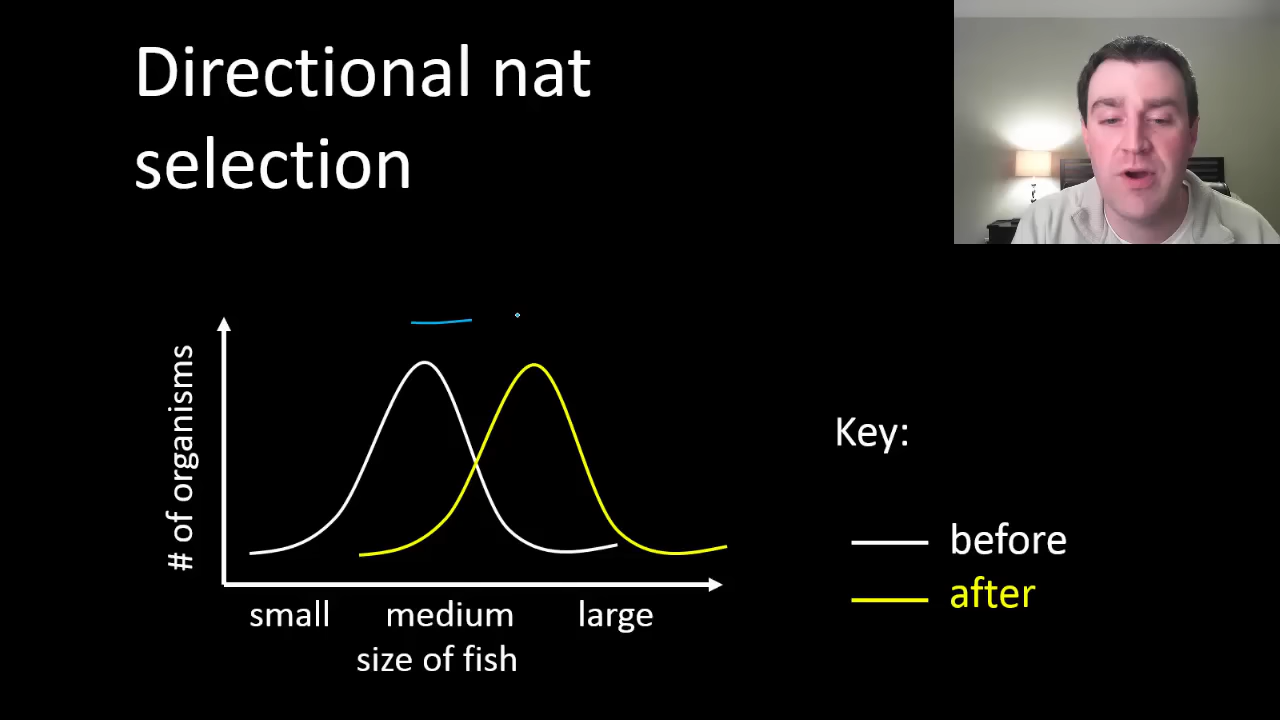 Directional nat
selection
# of organisms
small medium large
size of fish
Key:
before
after